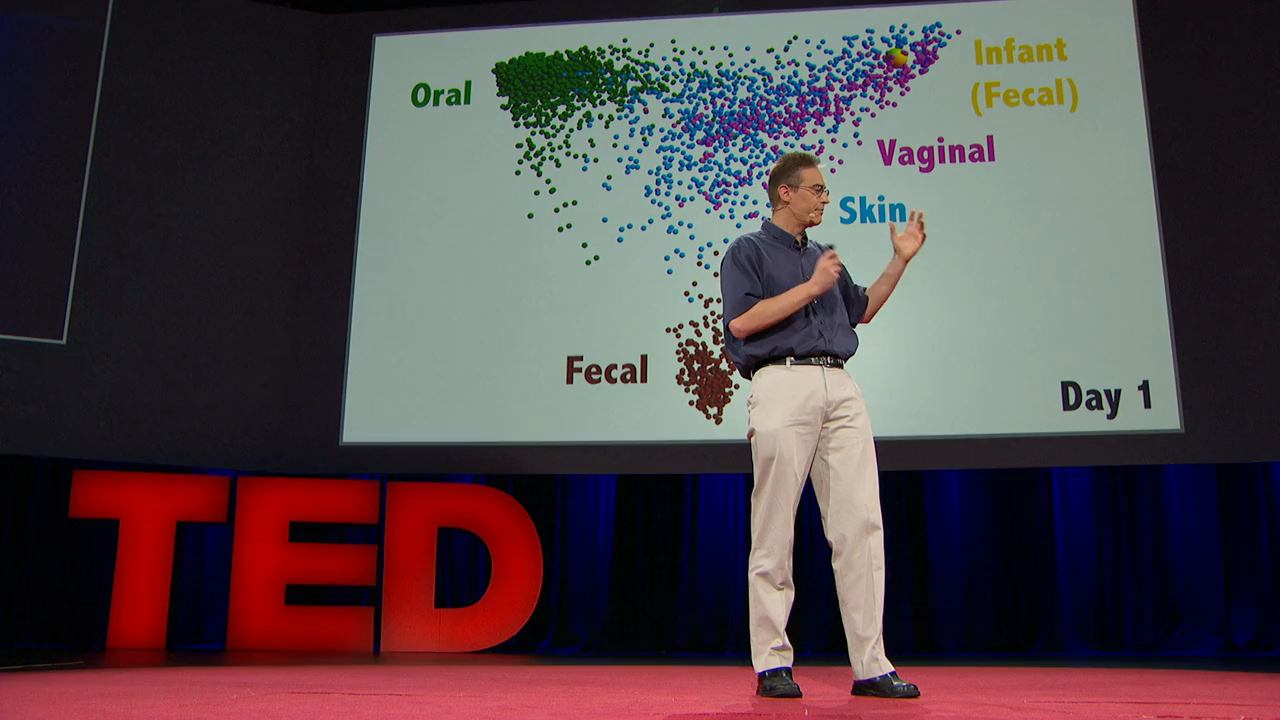 Oral
Infant
(Fecal)
Vaginal
Skin
Fecal
Day 1
TED